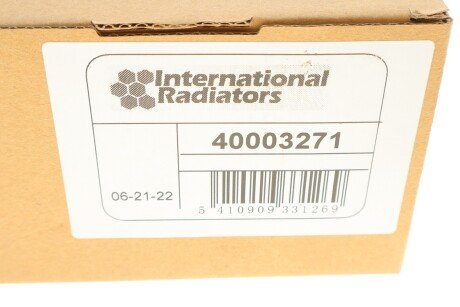 International
Radiators
40003271
06-21-22
5 410909 331269